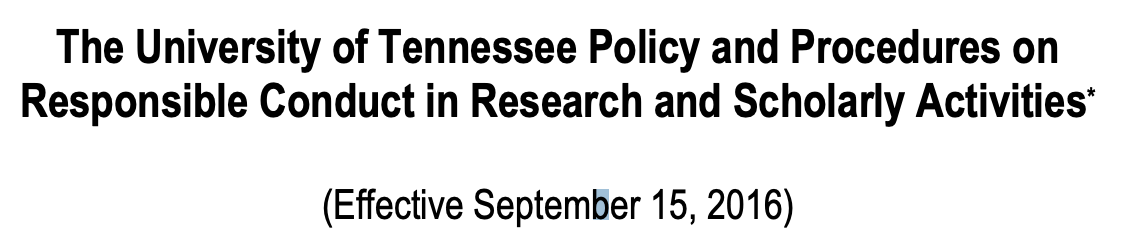 The University of Tennessee Policy and Procedures on
Responsible Conduct in Research and Scholarly Activities*
(Effective September 15, 2016)